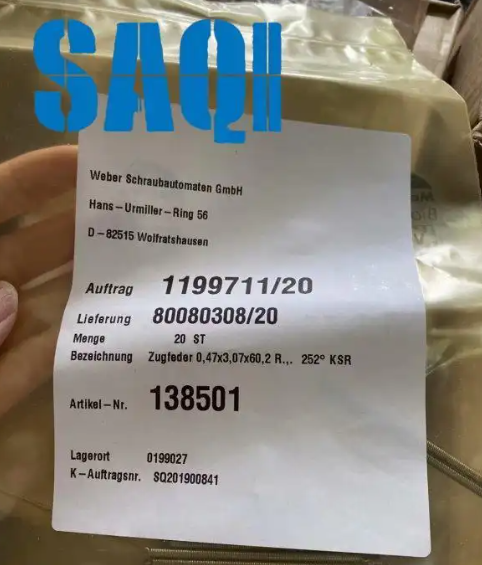 SAQI
Weber Schraubautomaten GmbH
Hans-Urmiller-Ring 56
D-82515 Wolfratshausen
Auftrag 1199711/20
Lieferung 80080308/20
Menge 20 ST
Bezeichnung Zugfeder 0,47x3,07x60,2 R.,. 252° KSR
Artikel-Nr. 138501
Lagerort 0199027
K-Auftragsnr. SQ201900841